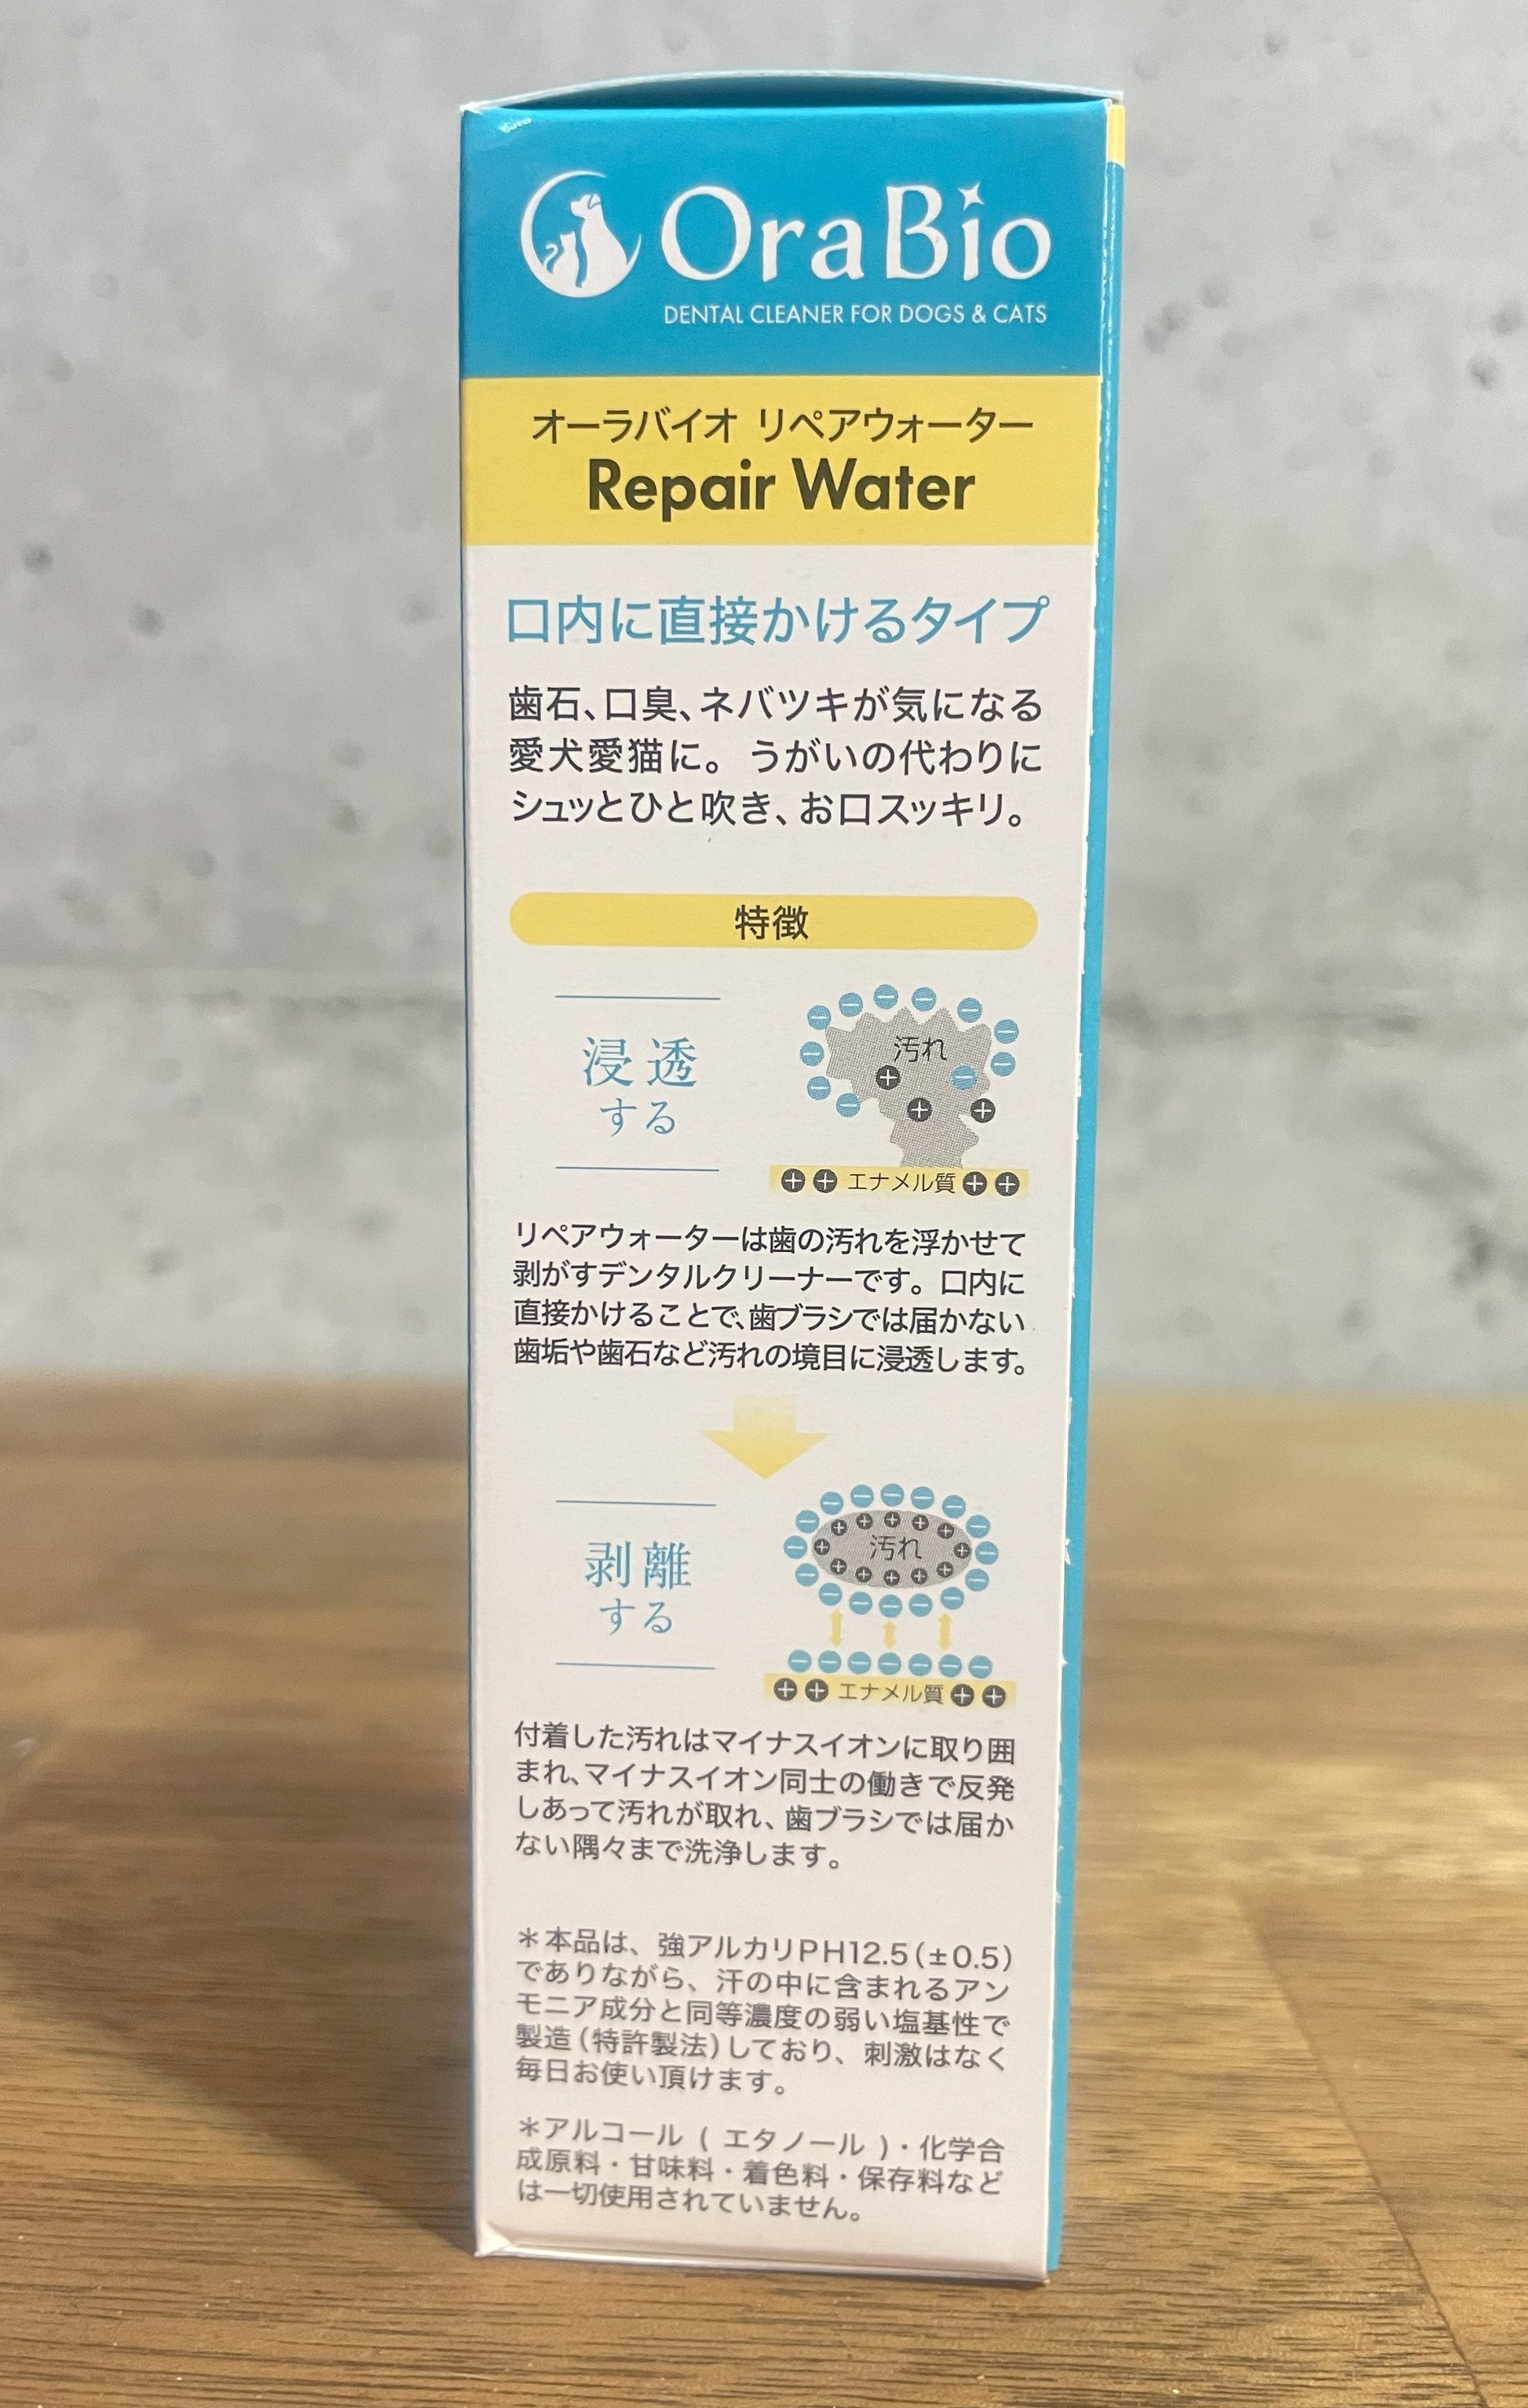 OraBio
DENTAL CLEANER FOR DOGS & CATS
オーラバイオ リペアウォーター
Repair Water
口内に直接かけるタイプ
歯石、口臭、ネバツキが気になる
愛犬愛猫に。うがいの代わりに
シュッとひと吹き、お口スッキリ。
特徴
浸透
する
汚れ
エナメル質
リペアウォーターは歯の汚れを浮かせて
剥がすデンタルクリーナーです。口内に
直接かけることで、歯ブラシでは届かない
歯垢や歯石など汚れの境目に浸透します。
剥離
する
汚れ
エナメル質
付着した汚れはマイナスイオンに取り囲
まれ、マイナスイオン同士の働きで反発
しあって汚れが取れ、歯ブラシでは届か
ない隅々まで洗浄します。
＊本品は、強アルカリPH12.5(±0.5)
でありながら、汗の中に含まれるアン
モニア成分と同等濃度の弱い塩基性で
製造(特許製法)しており、刺激はなく
毎日お使い頂けます。
＊アルコール ( エタノール )・化学合
成原料・甘味料・着色料・保存料など
は一切使用されていません。